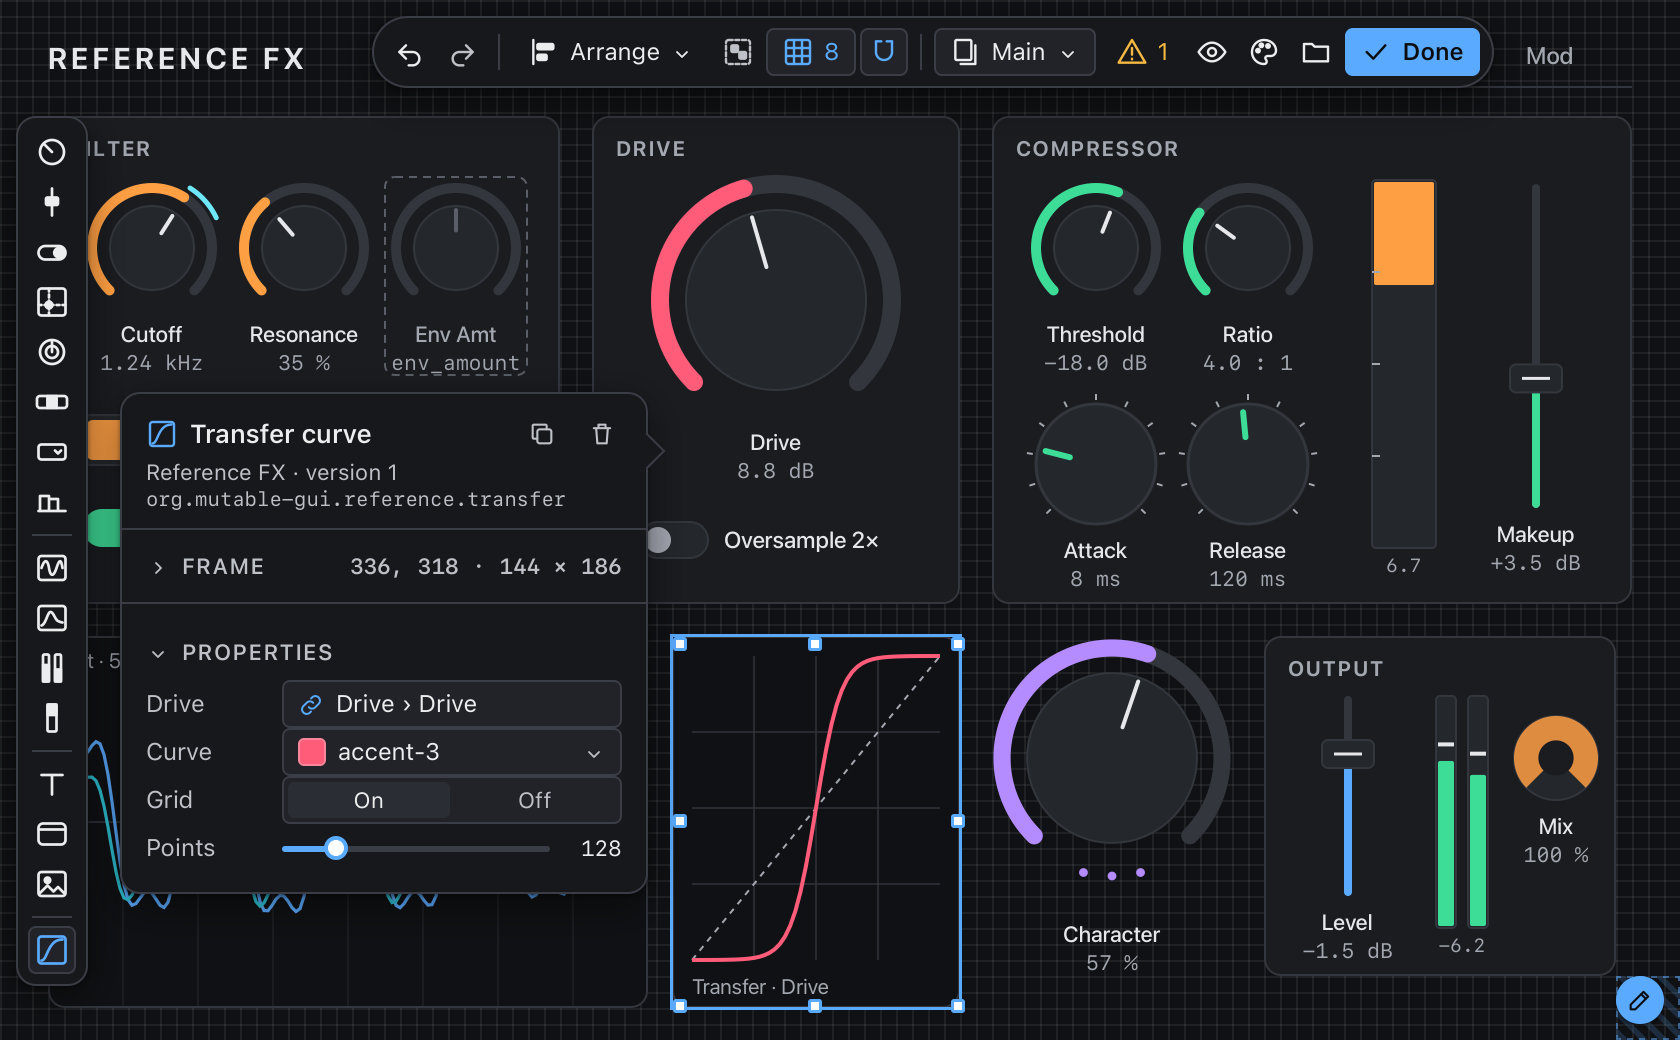 REFERENCE FX
Arrange
8
Main
1
Done
Mod
ILTER
DRIVE
COMPRESSOR
Cutoff
1.24 kHz
Resonance
35 %
Env Amt
env_amount
Drive
8.8 dB
Oversample 2×
Threshold
−18.0 dB
Ratio
4.0 : 1
Attack
8 ms
Release
120 ms
6.7
Makeup
+3.5 dB
Transfer curve
Reference FX · version 1
org.mutable-gui.reference.transfer
FRAME 336, 318 · 144 × 186
PROPERTIES
Drive Drive › Drive
Curve accent-3
Grid On Off
Points 128
t · 5
Transfer · Drive
Character
57 %
OUTPUT
Level
−1.5 dB
−6.2
Mix
100 %